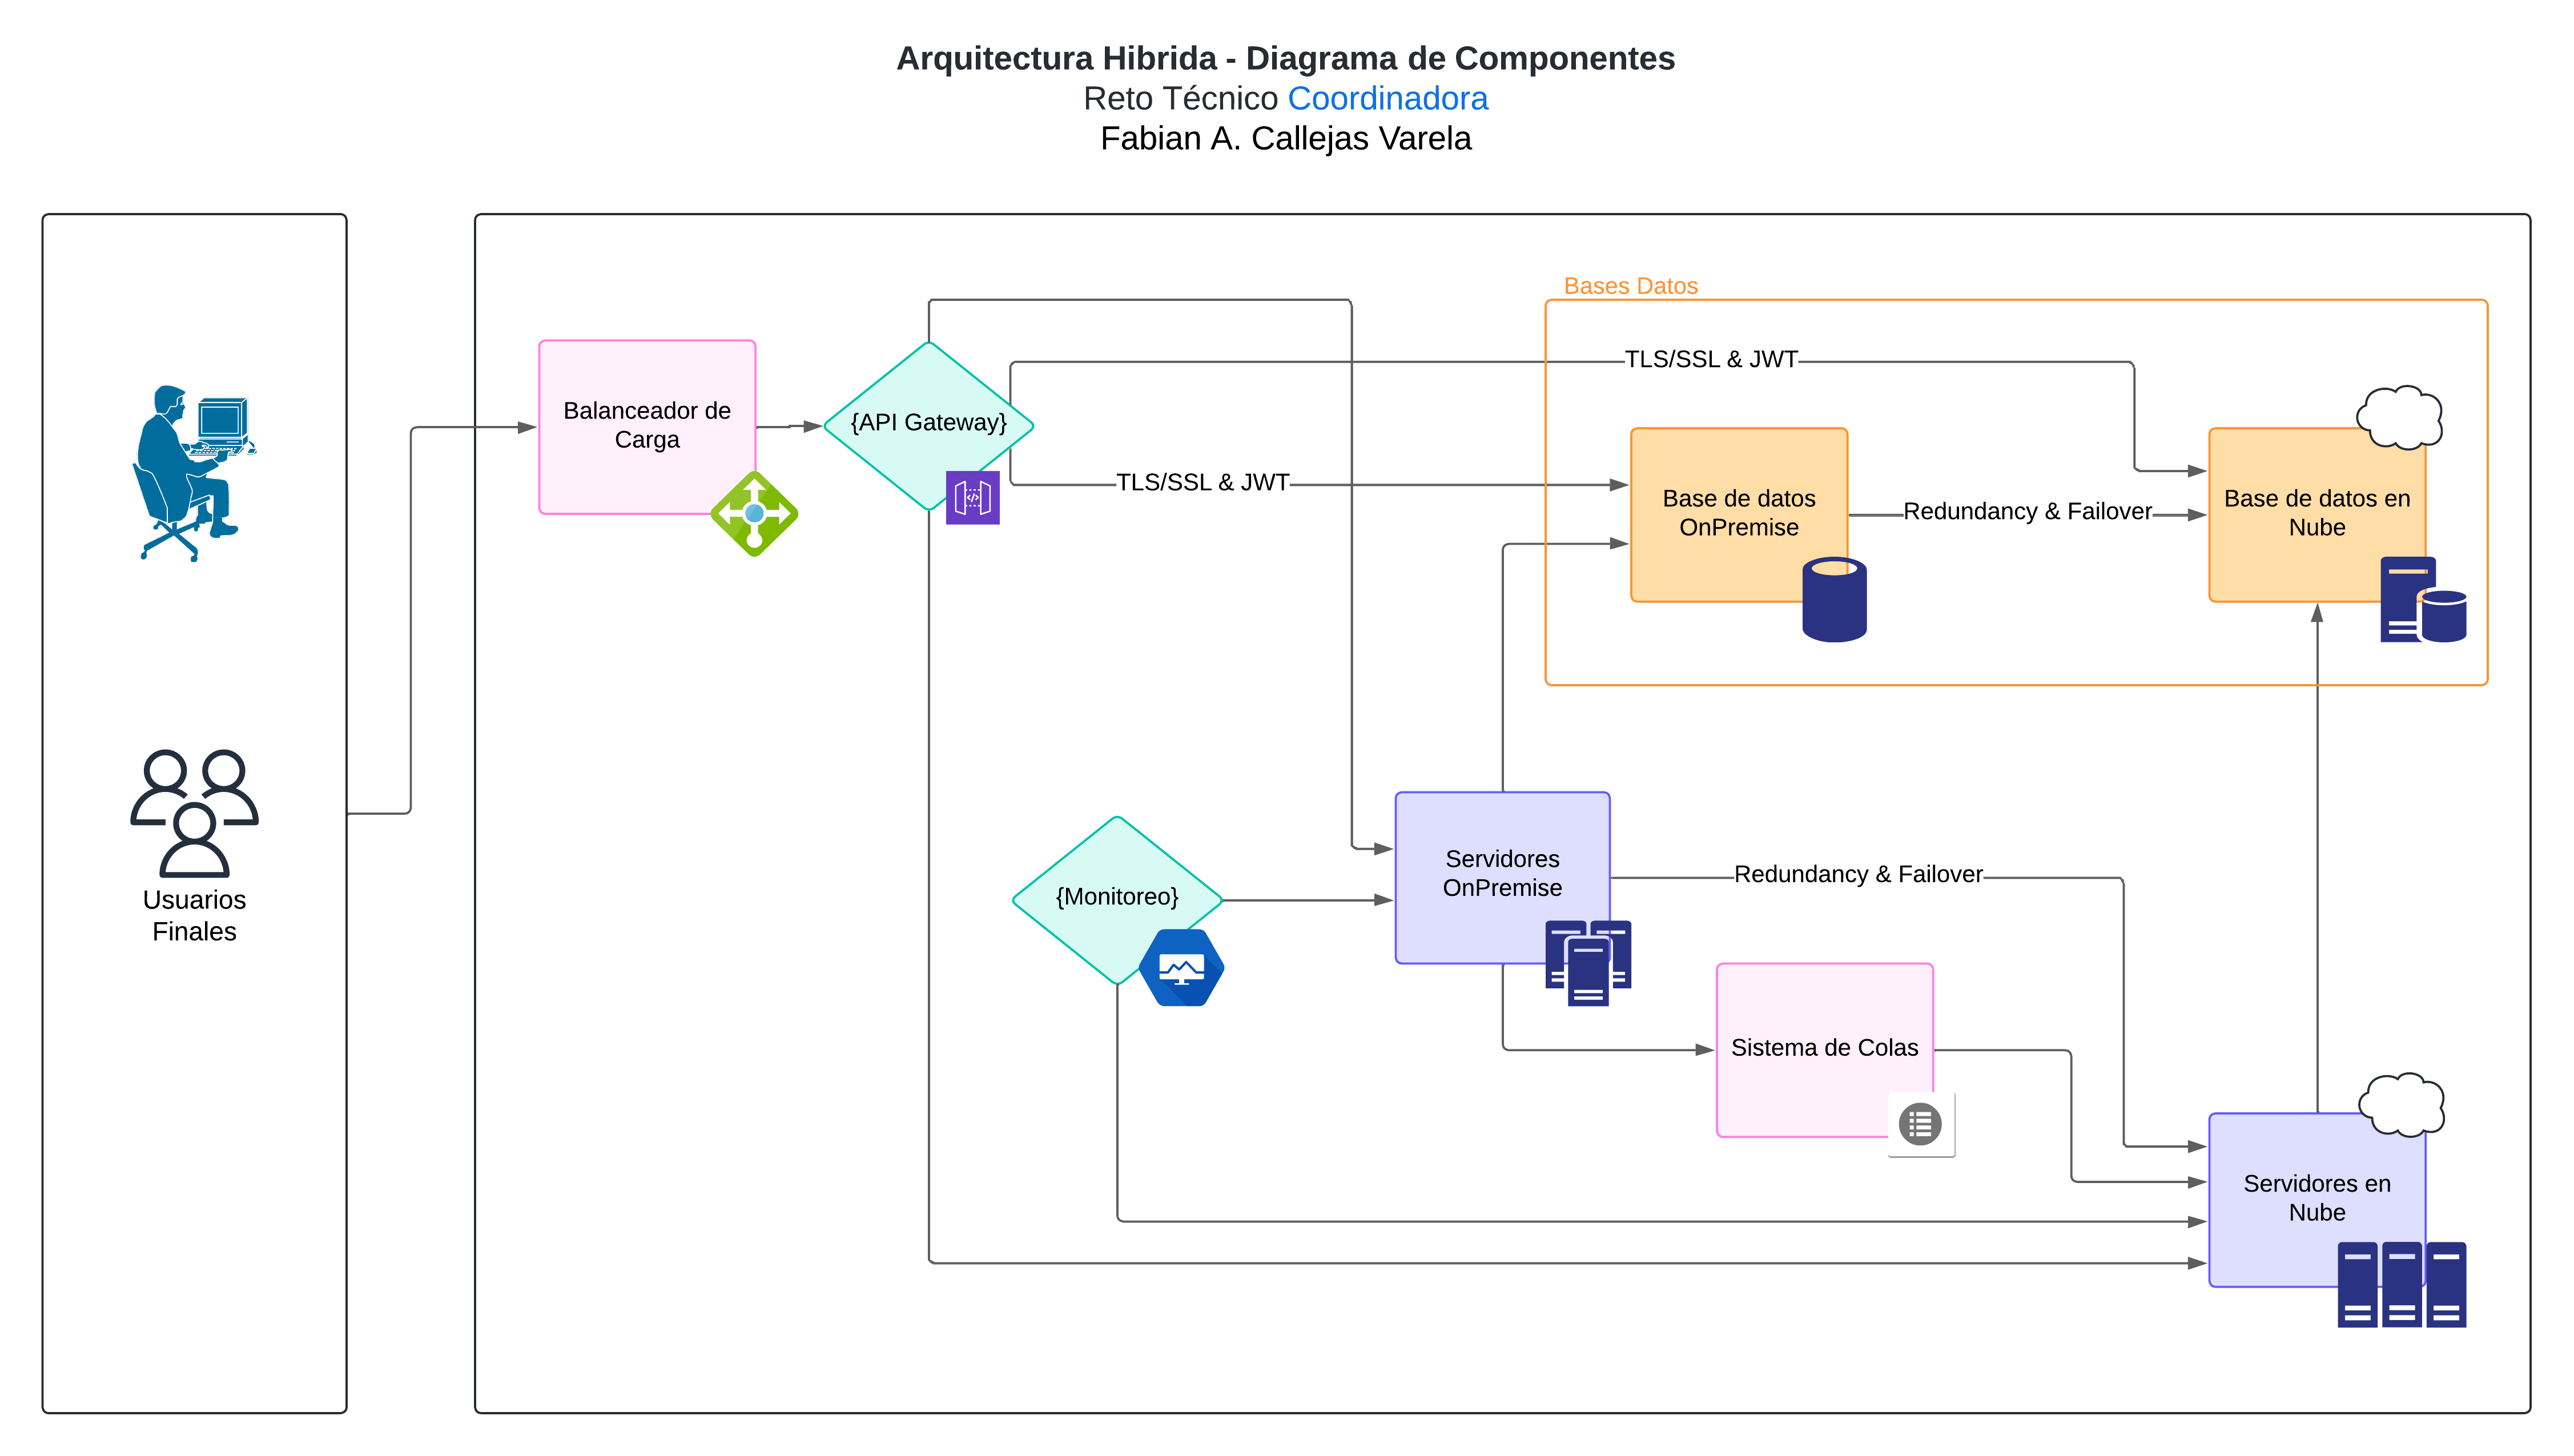 Arquitectura Hibrida - Diagrama de Componentes
Reto Técnico Coordinadora
Fabian A. Callejas Varela
Usuarios
Finales
Balanceador de
Carga
{API Gateway}
TLS/SSL & JWT
TLS/SSL & JWT
Bases Datos
Base de datos
OnPremise
Redundancy & Failover
Base de datos en
Nube
{Monitoreo}
Servidores
OnPremise
Redundancy & Failover
Sistema de Colas
Servidores en
Nube